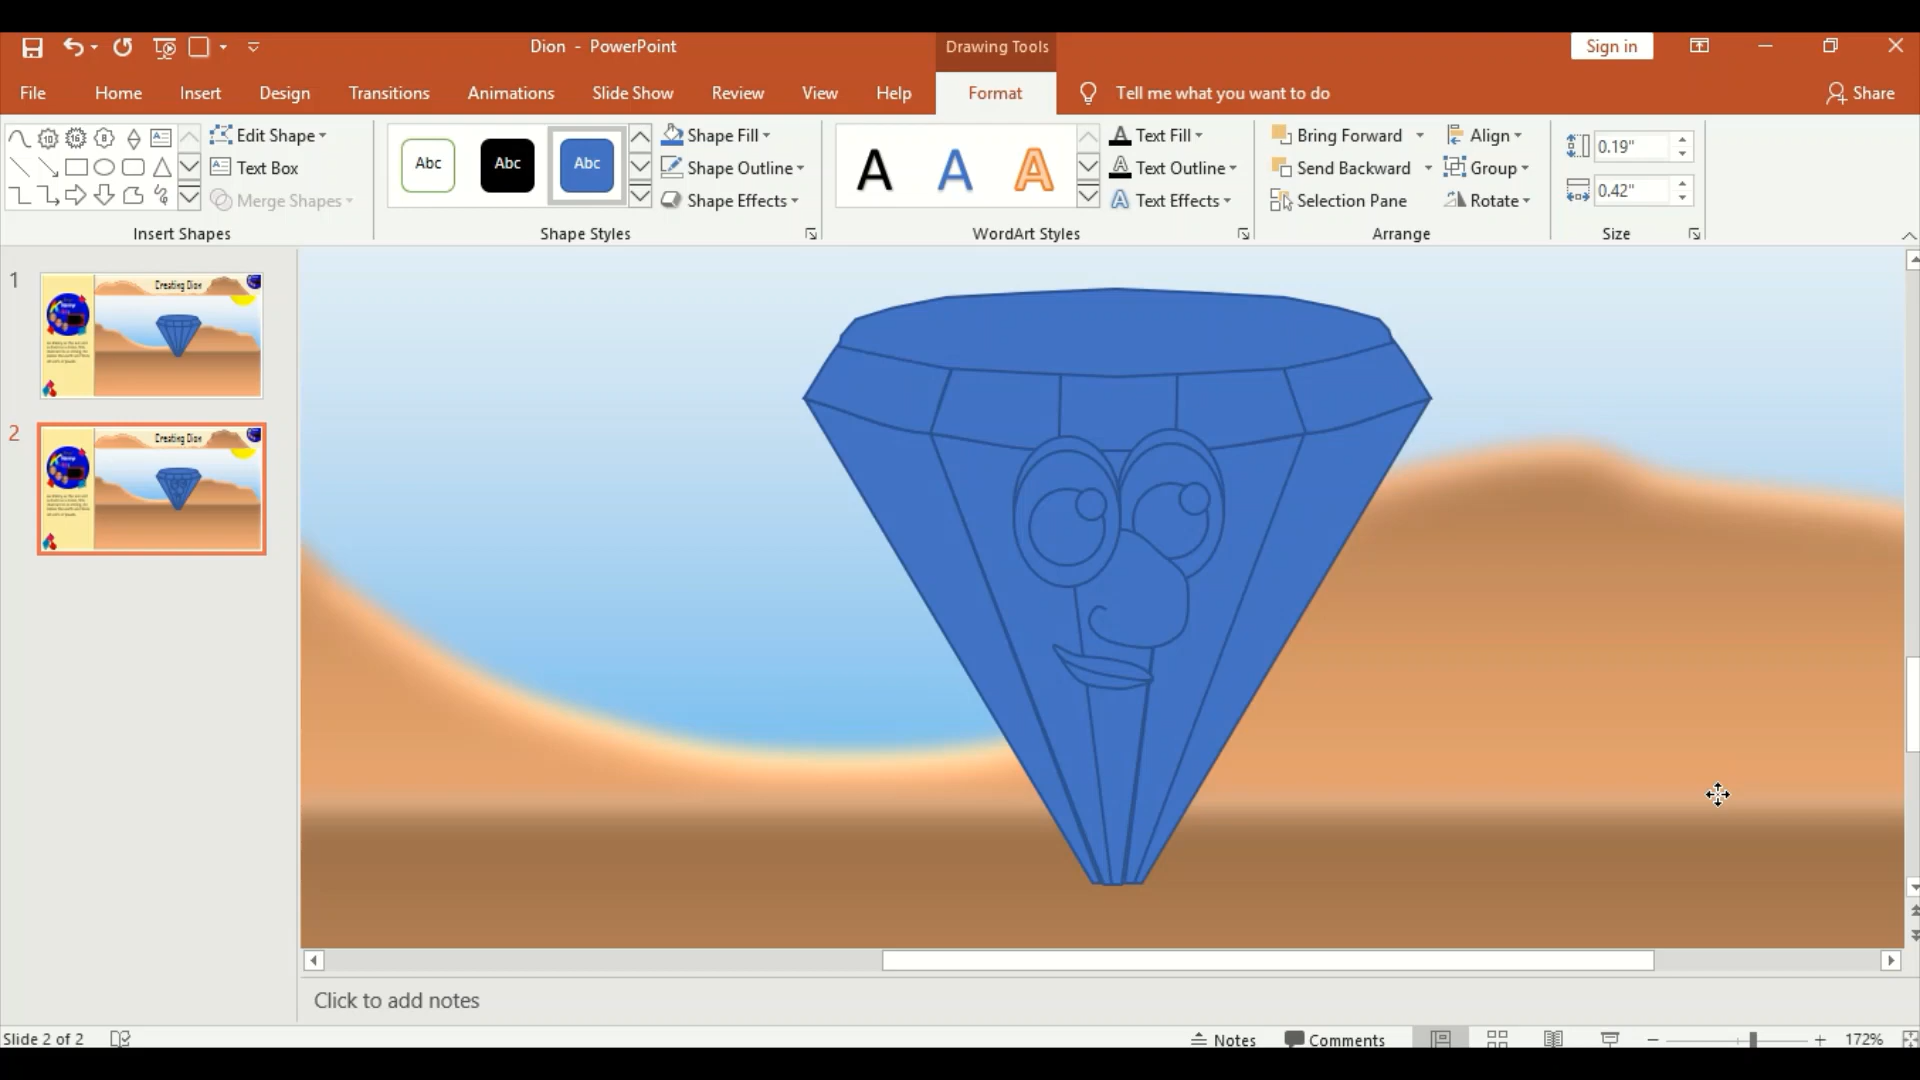 Dion - PowerPoint
Drawing Tools
Sign in
File Home Insert Design Transitions Animations Slide Show Review View Help Format Tell me what you want to do Share
Edit Shape
Text Box
Merge Shapes
Insert Shapes
Abc Abc Abc
Shape Fill
Shape Outline
Shape Effects
Shape Styles
A A A
Text Fill
Text Outline
Text Effects
WordArt Styles
Bring Forward
Send Backward
Selection Pane
Align
Group
Rotate
Arrange
0.19"
0.42"
Size
1
Creating Dion
2
Creating Dion
Click to add notes
Slide 2 of 2
Notes
Comments
172%